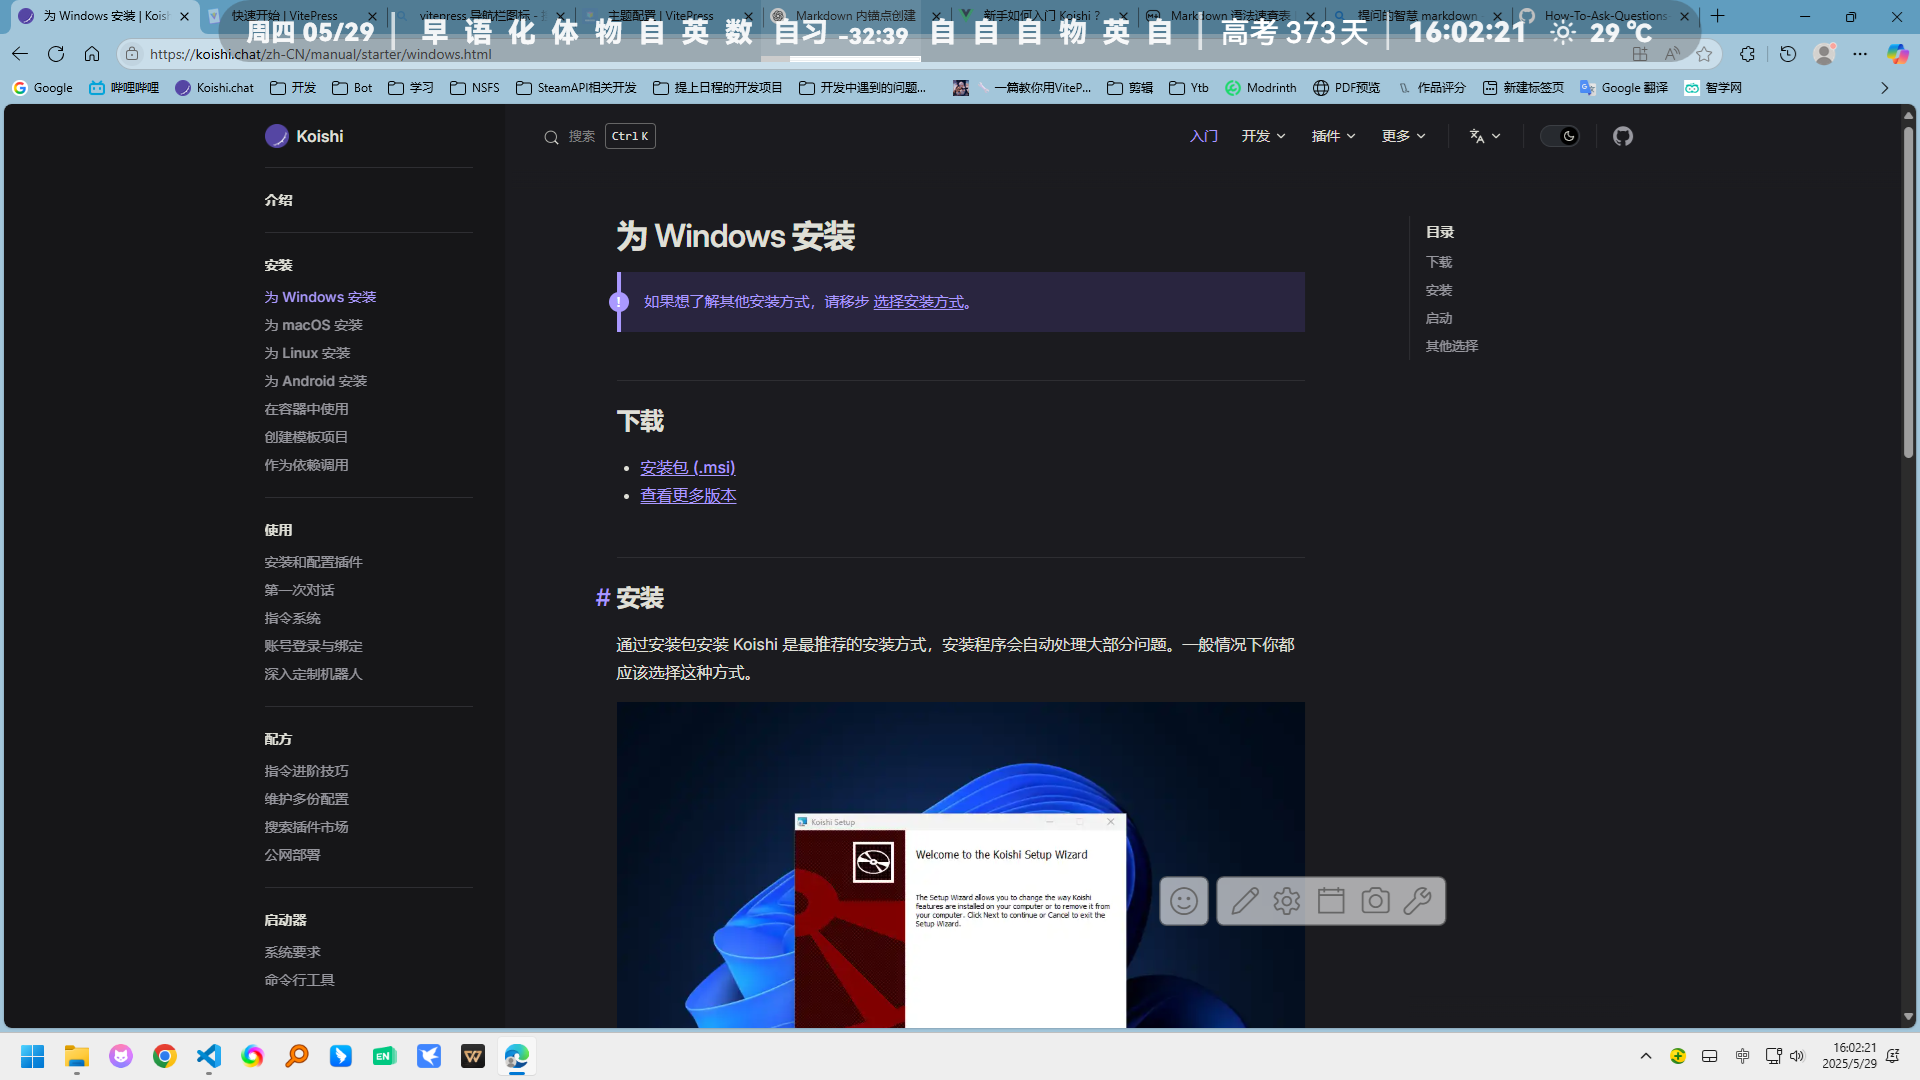 为 Windows 安装 | Koish
快速开始 | VitePress
vitepress 导航栏图标 -
主题配置 | VitePress
Markdown 内锚点创建
新手如何入门 Koishi？
Markdown 语法速查表
提问的智慧 markdown
How-To-Ask-Questions
周四 05/29
早 语 化 体 物 自 英 数 自习 -32:39 自 自 自 物 英 自
高考 373天
16:02:21
29 ℃
https://koishi.chat/zh-CN/manual/starter/windows.html
Google
哔哩哔哩
Koishi.chat
开发
Bot
学习
NSFS
SteamAPI相关开发
提上日程的开发项目
开发中遇到的问题...
一篇教你用ViteP...
剪辑
Ytb
Modrinth
PDF预览
作品评分
新建标签页
Google 翻译
智学网
Koishi
搜索
Ctrl K
入门
开发
插件
更多
介绍
安装
为 Windows 安装
为 macOS 安装
为 Linux 安装
为 Android 安装
在容器中使用
创建模板项目
作为依赖调用
使用
安装和配置插件
第一次对话
指令系统
账号登录与绑定
深入定制机器人
配方
指令进阶技巧
维护多份配置
搜索插件市场
公网部署
启动器
系统要求
命令行工具
为 Windows 安装
如果想了解其他安装方式，请移步 选择安装方式。
下载
安装包 (.msi)
查看更多版本
# 安装
通过安装包安装 Koishi 是最推荐的安装方式，安装程序会自动处理大部分问题。一般情况下你都
应该选择这种方式。
Koishi Setup
Welcome to the Koishi Setup Wizard
The Setup Wizard allows you to change the way Koishi
features are installed on your computer or to remove it from
your computer. Click Next to continue or Cancel to exit the
Setup Wizard.
目录
下载
安装
启动
其他选择
EN
中
16:02:21
2025/5/29